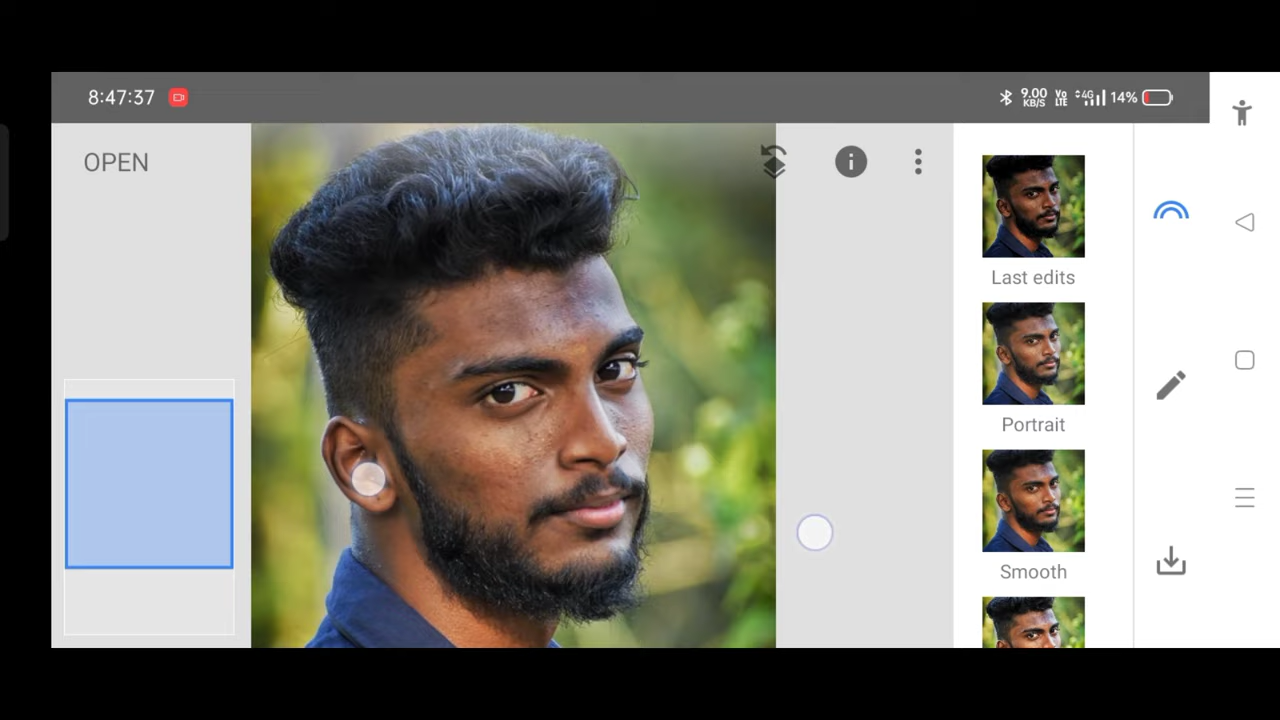 8:47:37
9.00 KB/S Vo LTE 4G 14%
OPEN
Last edits
Portrait
Smooth